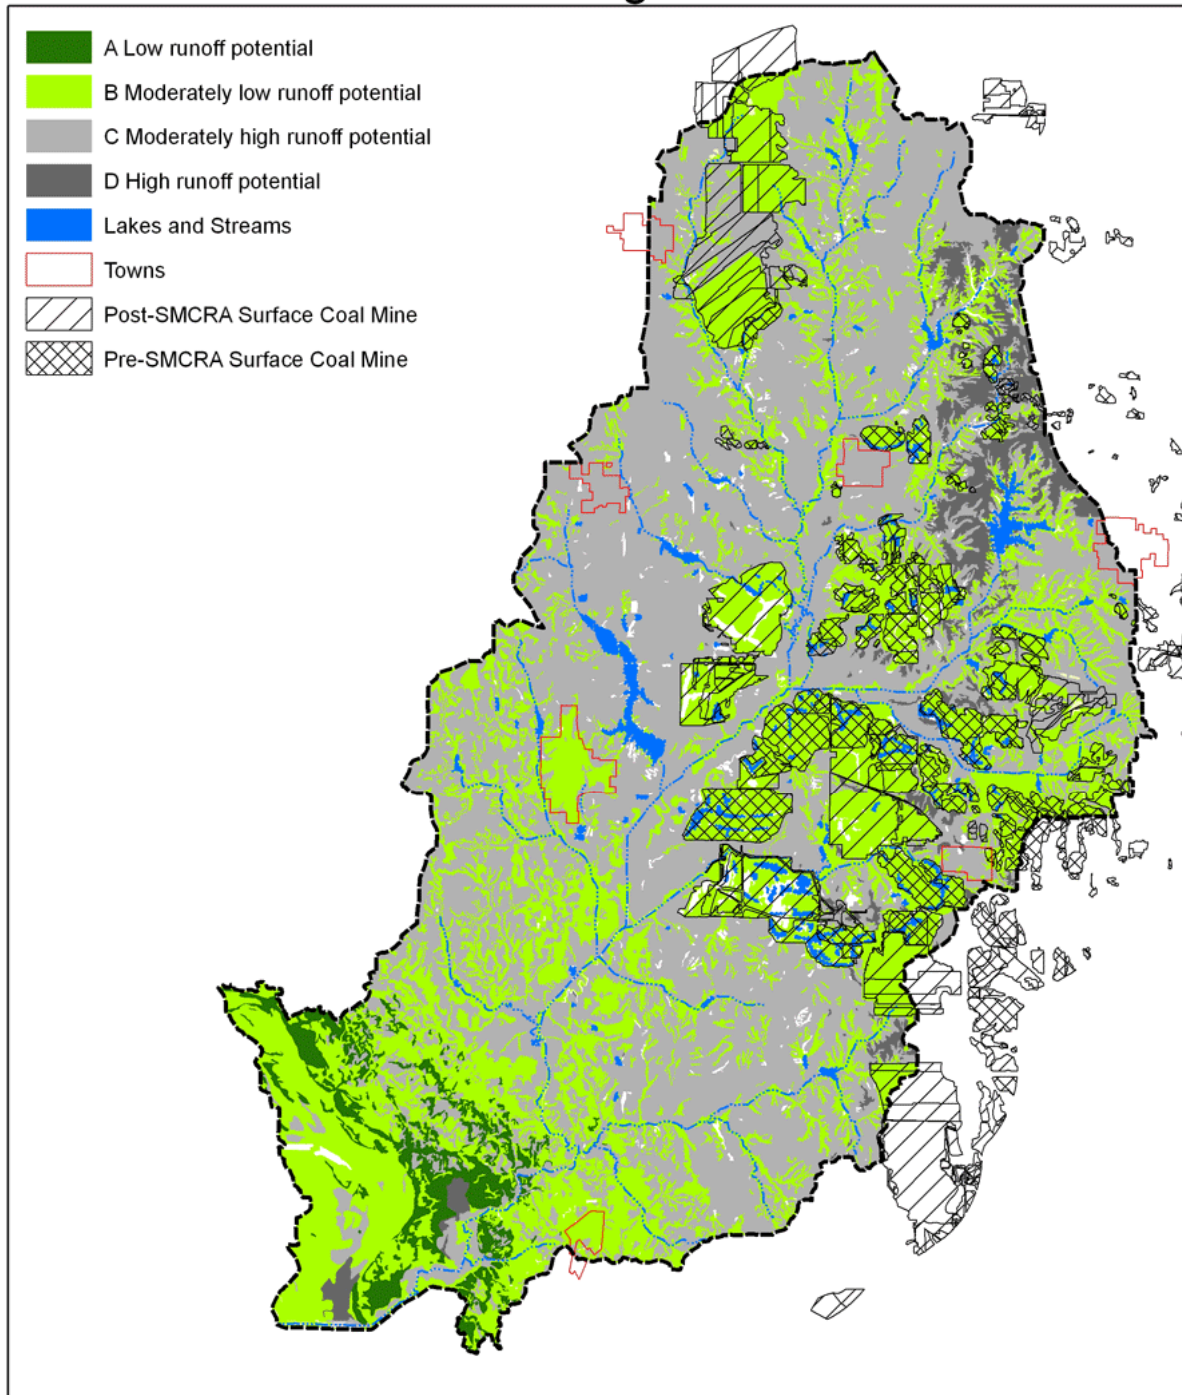 A Low runoff potential
B Moderately low runoff potential
C Moderately high runoff potential
D High runoff potential
Lakes and Streams
Towns
Post-SMCRA Surface Coal Mine
Pre-SMCRA Surface Coal Mine